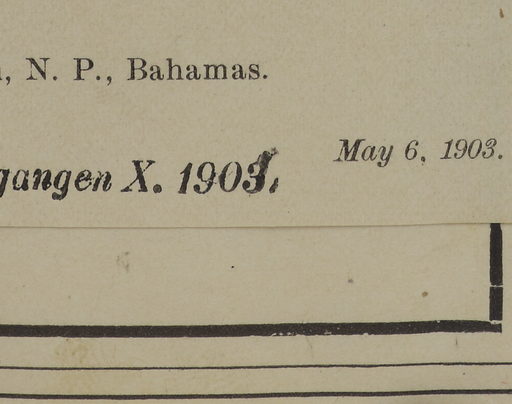 , N. P., Bahamas.
May 6, 1903.
gangen X. 1903.